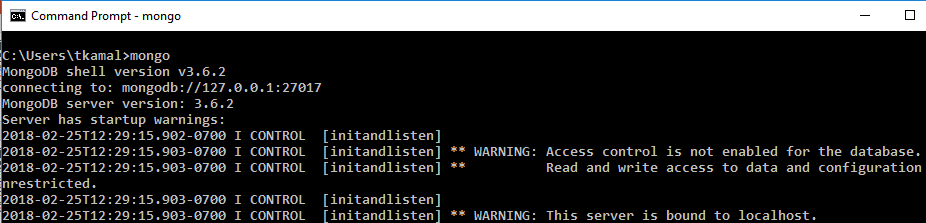 Command Prompt - mongo
C:\Users\tkamal>mongo
MongoDB shell version v3.6.2
connecting to: mongodb://127.0.0.1:27017
MongoDB server version: 3.6.2
Server has startup warnings:
2018-02-25T12:29:15.902-0700 I CONTROL  [initandlisten]
2018-02-25T12:29:15.903-0700 I CONTROL  [initandlisten] ** WARNING: Access control is not enabled for the database.
2018-02-25T12:29:15.903-0700 I CONTROL  [initandlisten] **          Read and write access to data and configuration
nrestricted.
2018-02-25T12:29:15.903-0700 I CONTROL  [initandlisten]
2018-02-25T12:29:15.903-0700 I CONTROL  [initandlisten] ** WARNING: This server is bound to localhost.